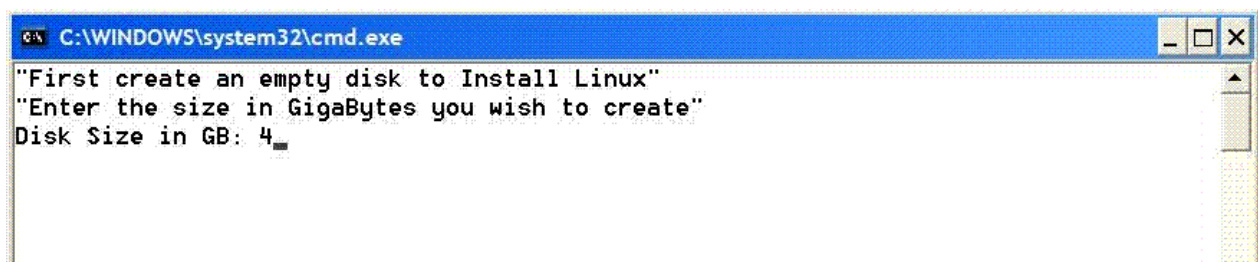 C:\WINDOWS\system32\cmd.exe
"First create an empty disk to Install Linux"
"Enter the size in GigaBytes you wish to create"
Disk Size in GB: 4_